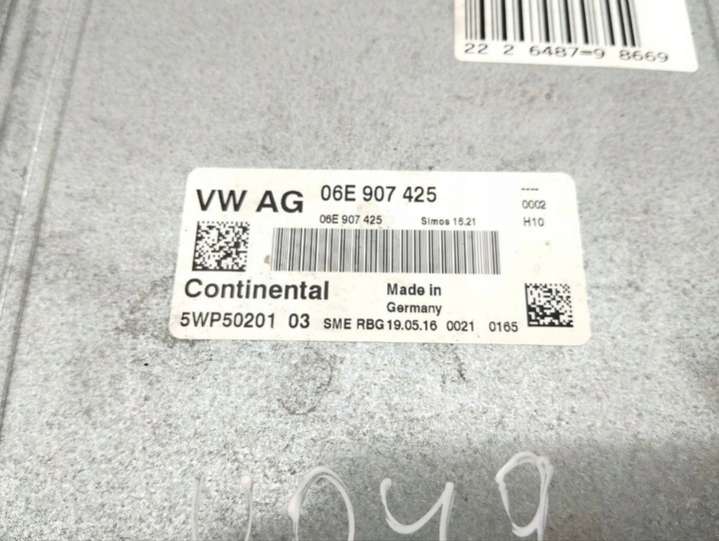 22 2 6487=9 8669
VW AG 06E 907 425
----
0002
06E 907 425 Simos 16.21
H10
Continental
Made in
Germany
5WP50201 03 SME RBG 19.05.16 0021 0165